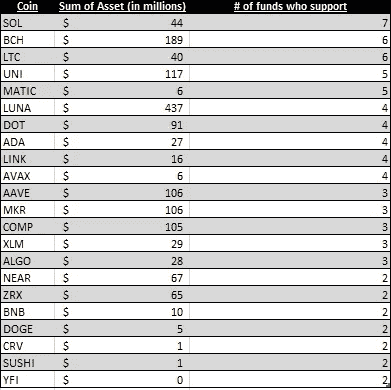 Coin Sum of Asset (in millions) # of funds who support
SOL $ 44 7
BCH $ 189 6
LTC $ 40 6
UNI $ 117 5
MATIC $ 6 5
LUNA $ 437 4
DOT $ 91 4
ADA $ 27 4
LINK $ 16 4
AVAX $ 6 4
AAVE $ 106 3
MKR $ 106 3
COMP $ 105 3
XLM $ 29 3
ALGO $ 28 3
NEAR $ 67 2
ZRX $ 65 2
BNB $ 10 2
DOGE $ 5 2
CRV $ 1 2
SUSHI $ 1 2
YFI $ 0 2